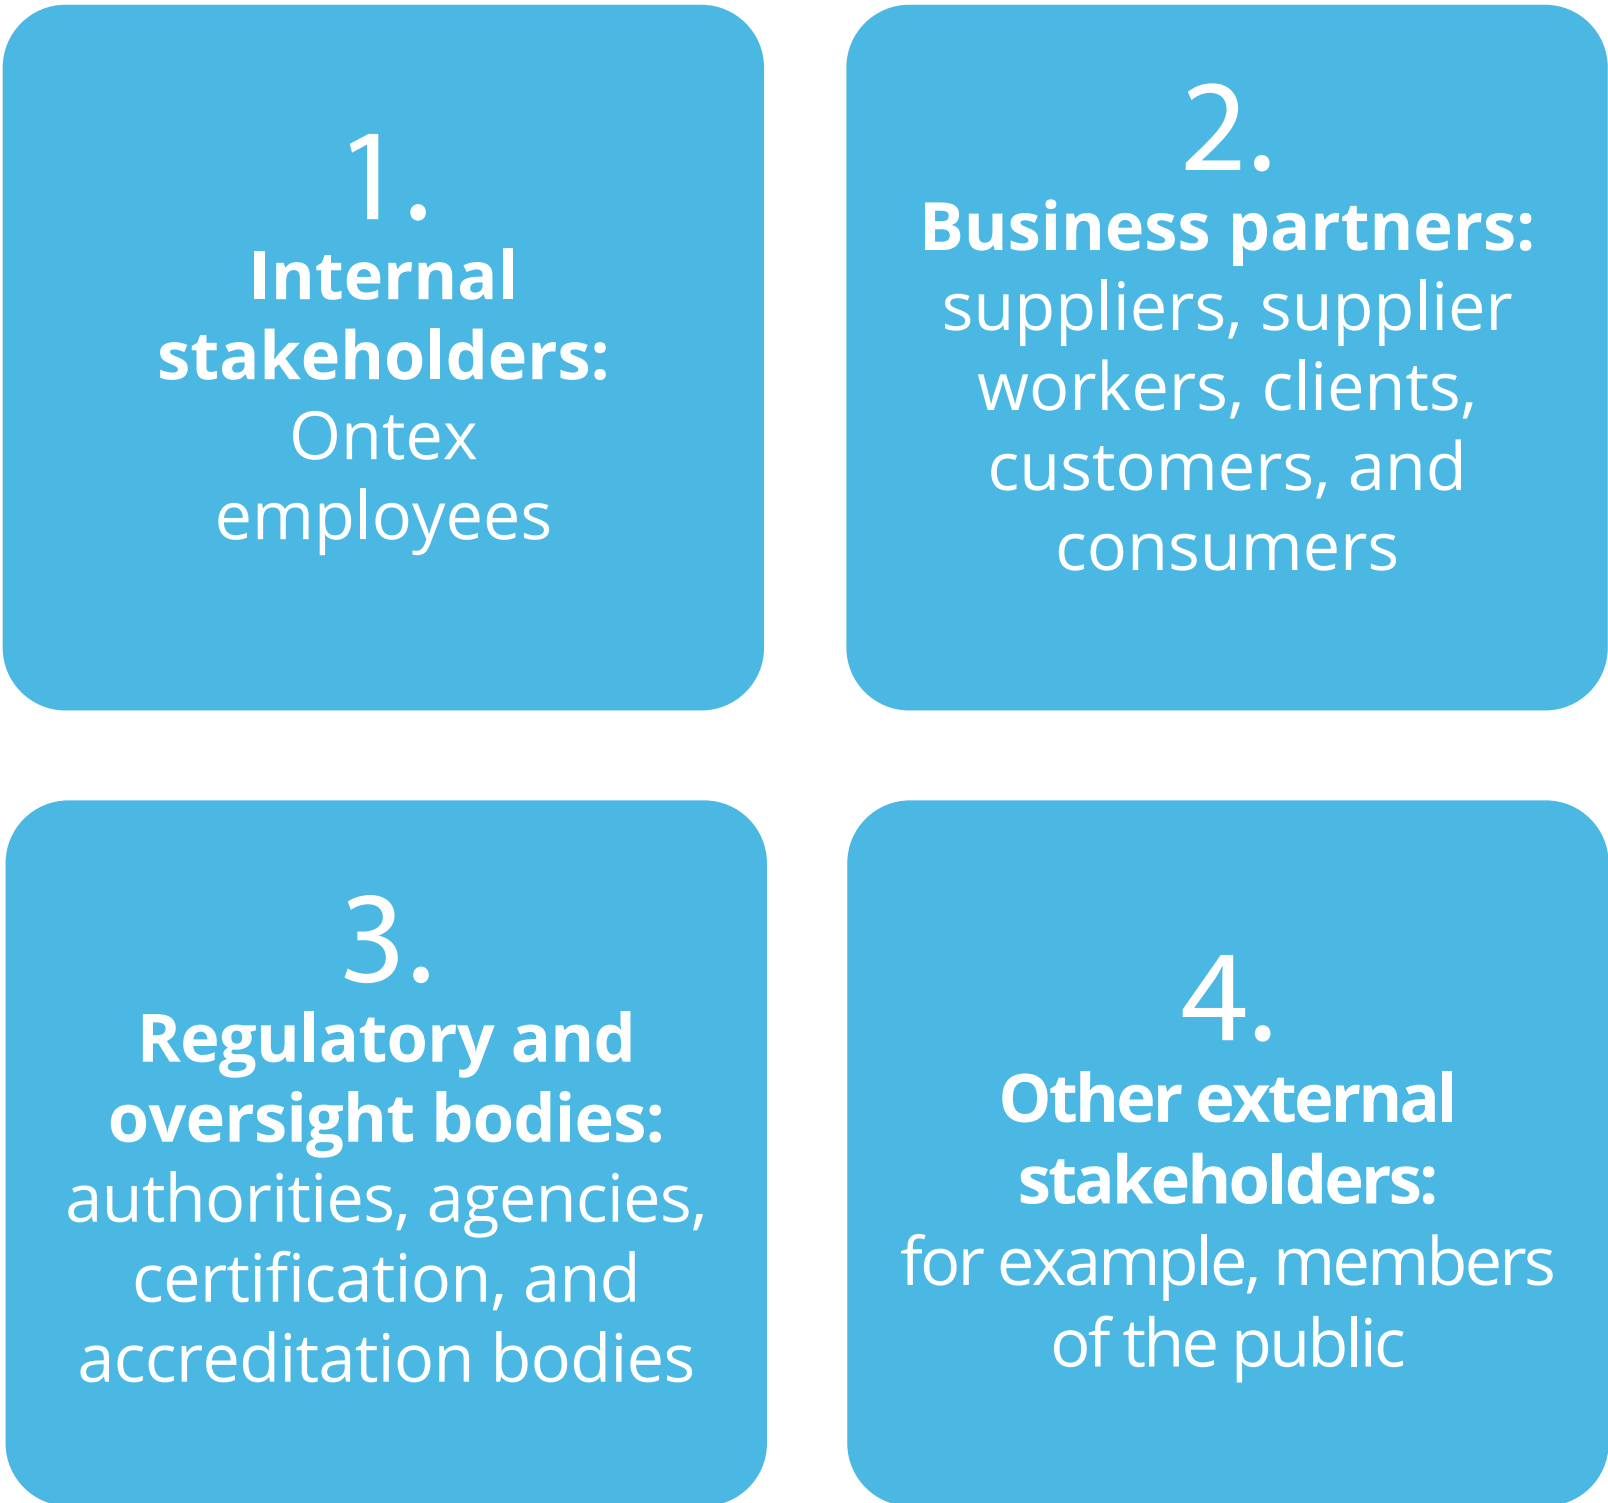 1.
Internal
stakeholders:
Ontex
employees
2.
Business partners:
suppliers, supplier
workers, clients,
customers, and
consumers
3.
Regulatory and
oversight bodies:
authorities, agencies,
certification, and
accreditation bodies
4.
Other external
stakeholders:
for example, members
of the public